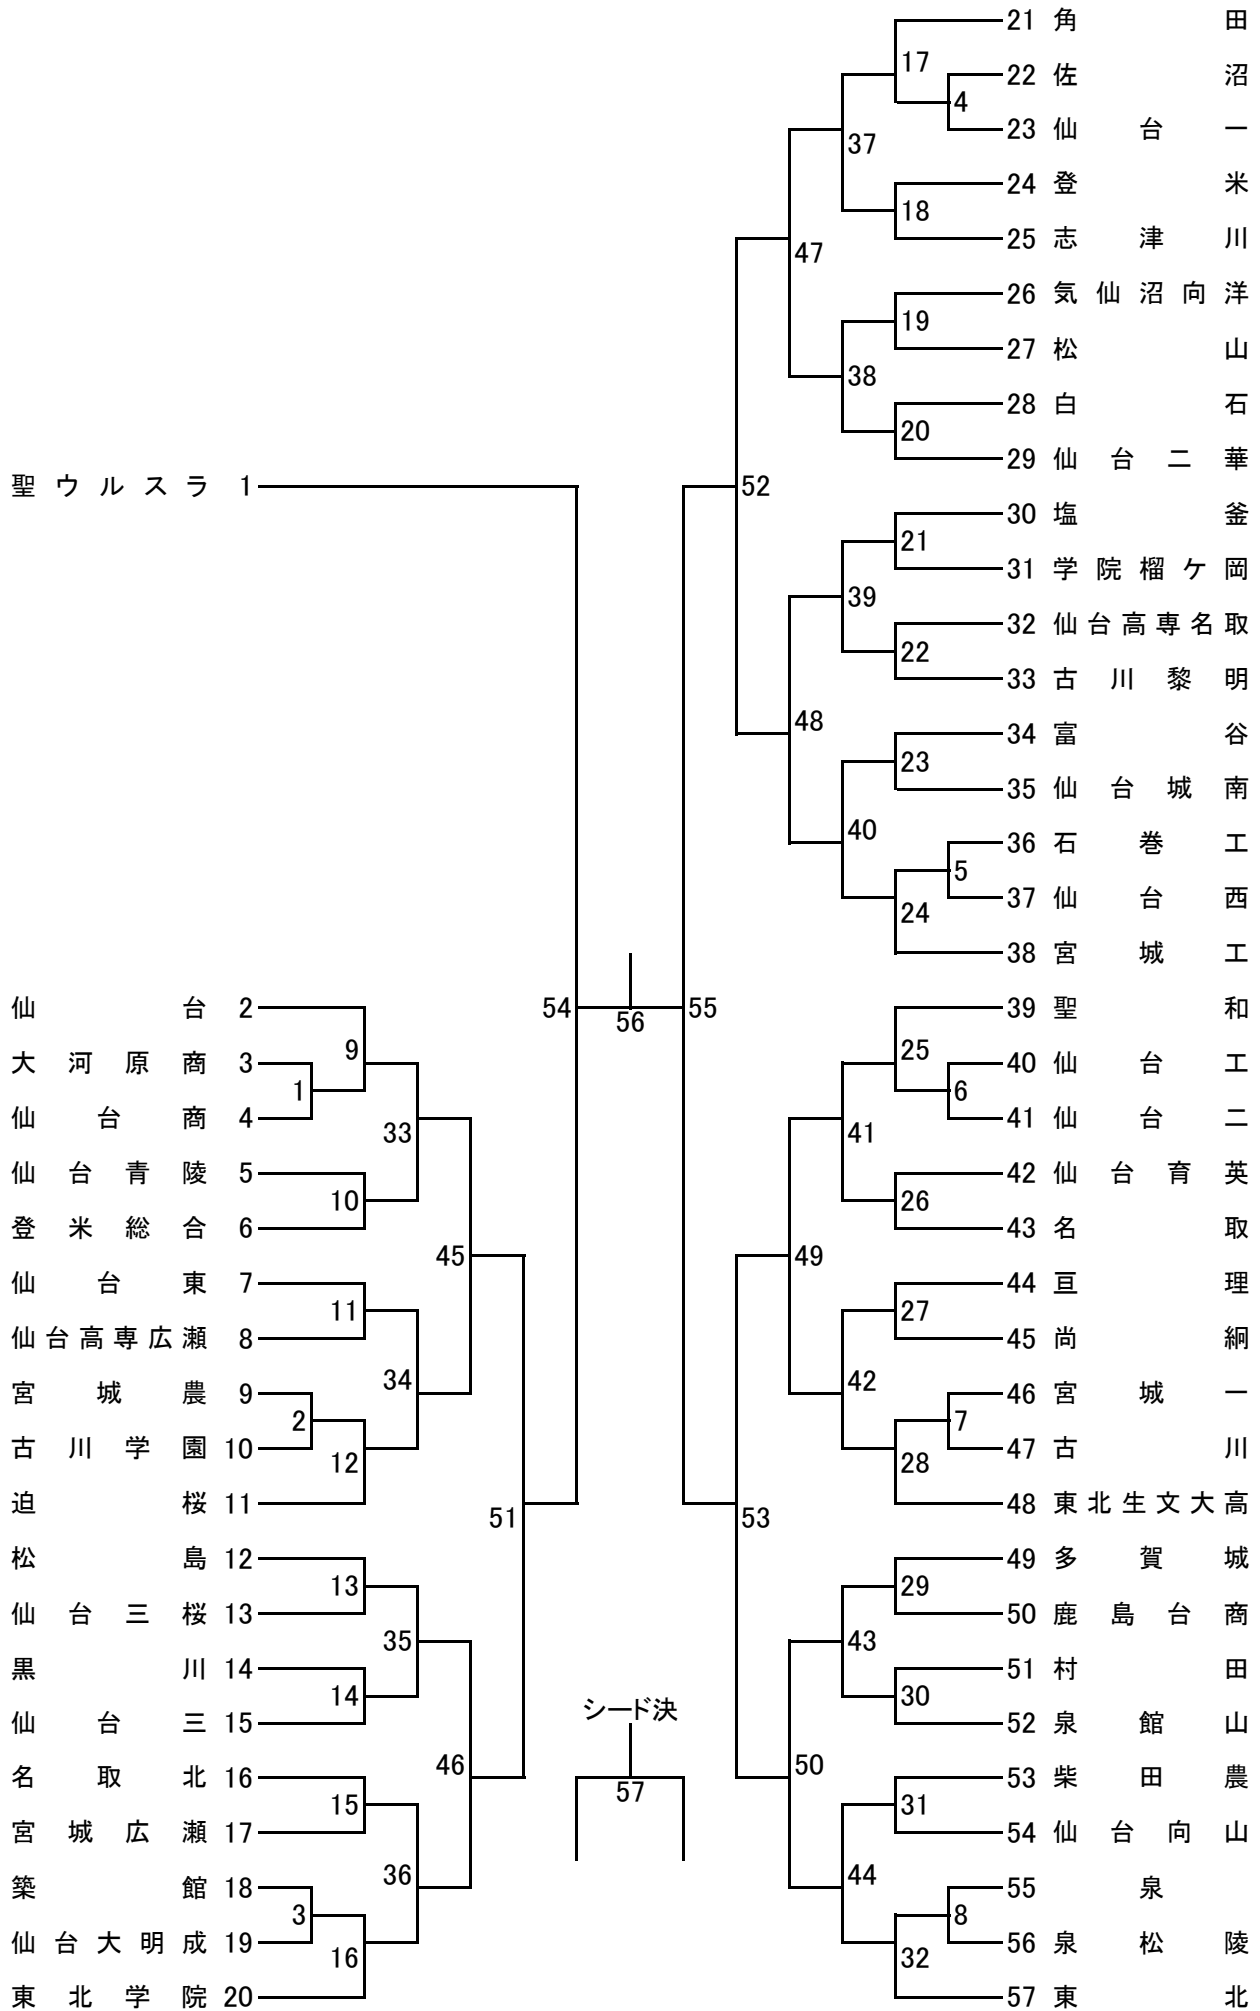 聖ウルスラ 1
仙台 2
大河原商 3
仙台商 4
仙台青陵 5
登米総合 6
仙台東 7
仙台高専広瀬 8
宮城農 9
古川学園 10
迫桜 11
松島 12
仙台三桜 13
黒川 14
仙台三 15
名取北 16
宮城広瀬 17
築館 18
仙台大明成 19
東北学院 20
1
2
3
9
10
11
12
13
14
15
16
33
34
35
36
45
46
51
54
56
55
シード決
57
52
53
47
48
49
50
37
38
39
40
41
42
43
44
17
18
19
20
21
22
23
24
25
26
27
28
29
30
31
32
4
5
6
7
8
21 角田
22 佐沼
23 仙台一
24 登米
25 志津川
26 気仙沼向洋
27 松山
28 白石
29 仙台二華
30 塩釜
31 学院榴ケ岡
32 仙台高専名取
33 古川黎明
34 富谷
35 仙台城南
36 石巻工
37 仙台西
38 宮城工
39 聖和
40 仙台工
41 仙台二
42 仙台育英
43 名取
44 亘理
45 尚絅
46 宮城一
47 古川
48 東北生文大高
49 多賀城
50 鹿島台商
51 村田
52 泉館山
53 柴田農
54 仙台向山
55 泉
56 泉松陵
57 東北